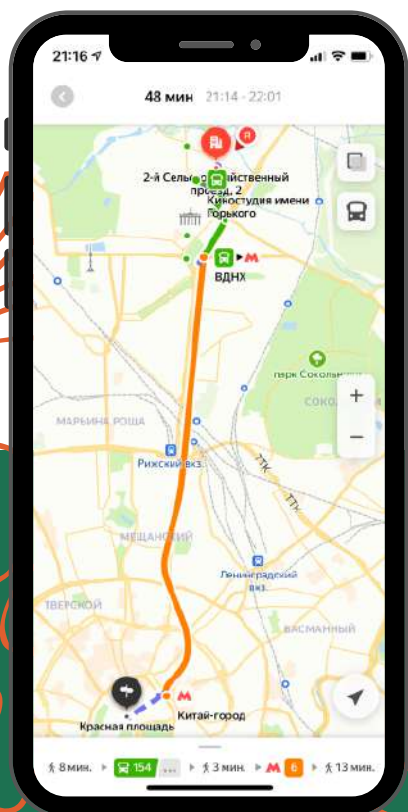 21:16
48 мин 21:14 - 22:01
R
2-й Сельскохозяйственный
проезд, 2
Киностудия имени
Горького
М
ВДНХ
парк Сокольники
МАРЬИНА РОЩА
Рижский вкз.
ТТК
ТТК
МЕЩАНСКИЙ
Ленинградский
вкз.
ТВЕРСКОЙ
БАСМАННЫЙ
М
Китай-город
Красная площадь
8 мин. 154 ... 3 мин. М 6 13 мин.